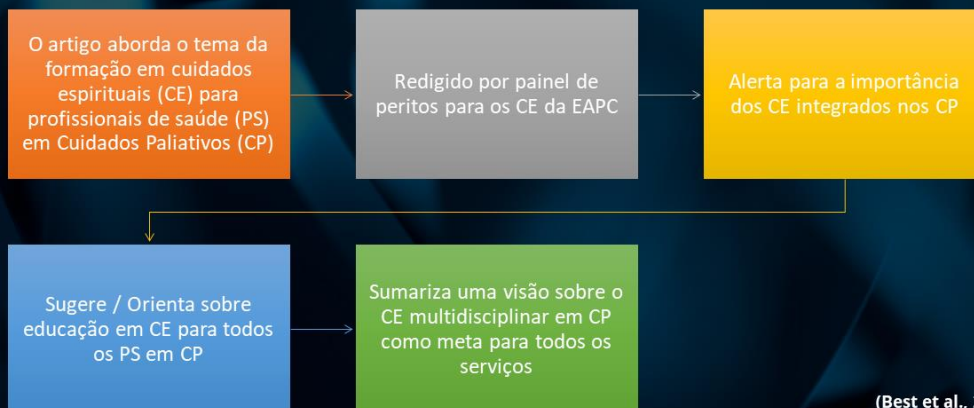 O artigo aborda o tema da
formação em cuidados
espirituais (CE) para
profissionais de saúde (PS)
em Cuidados Paliativos (CP)
Redigido por painel de
peritos para os CE da EAPC
Alerta para a importância
dos CE integrados nos CP
Sugere / Orienta sobre
educação em CE para todos
os PS em CP
Sumariza uma visão sobre o
CE multidisciplinar em CP
como meta para todos os
serviços
(Best et al.,